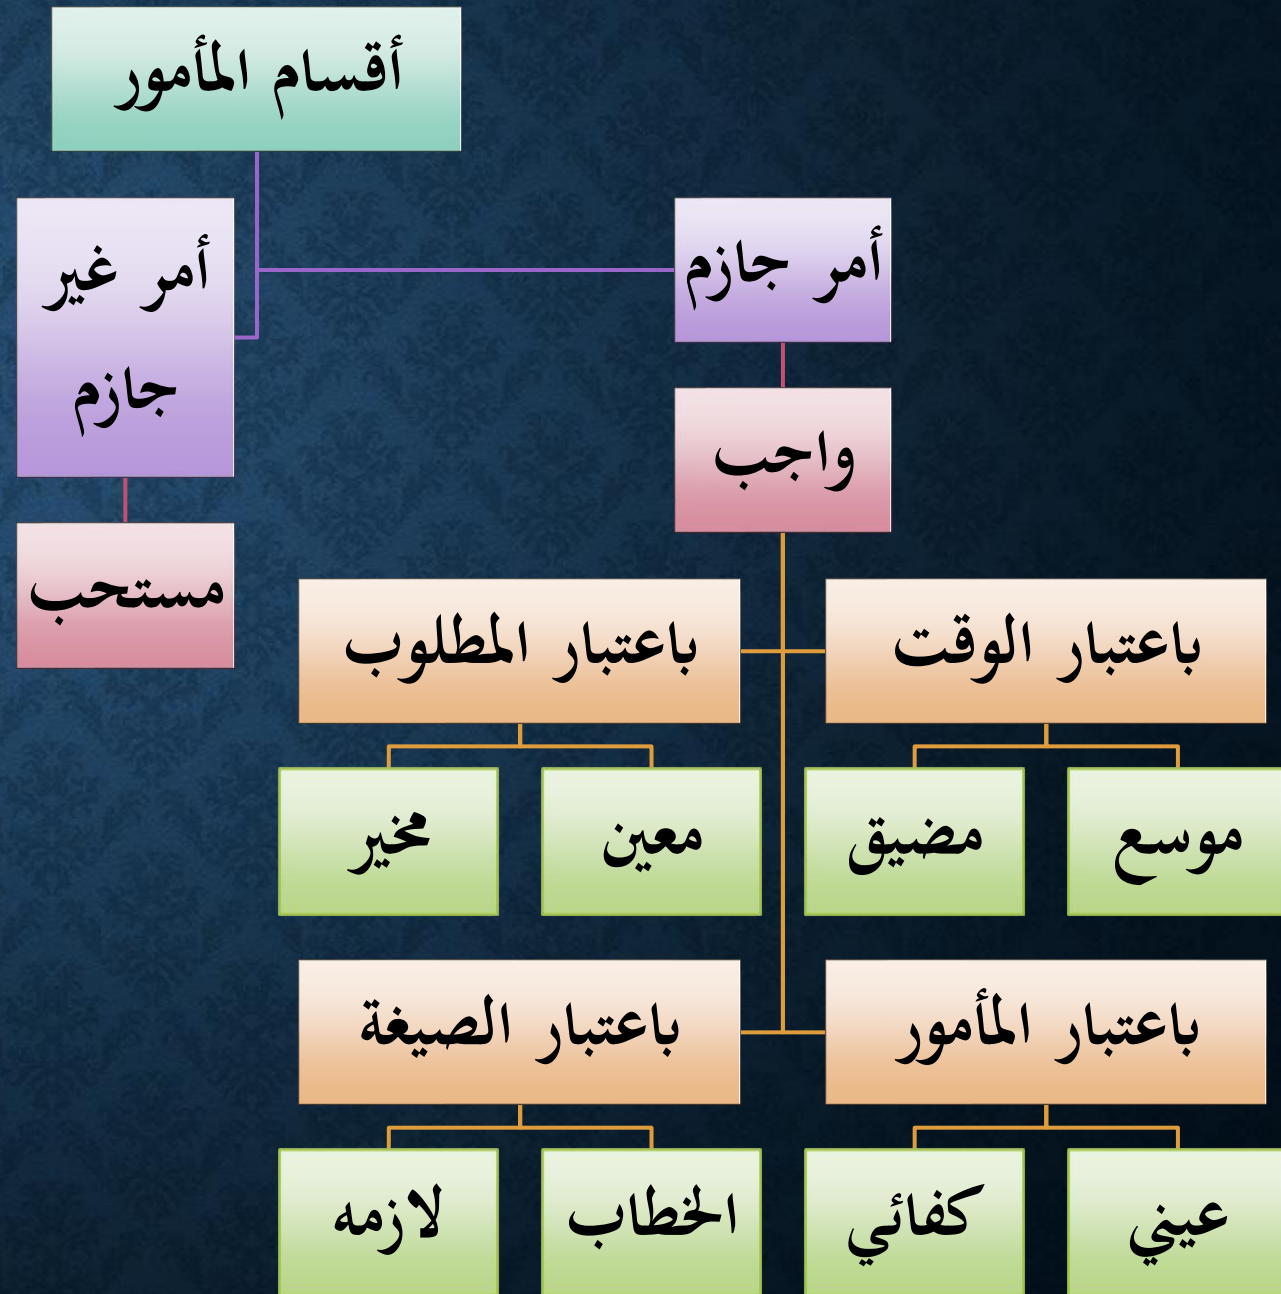 أقسام المأمور
أمر جازم
أمر غير
جازم
واجب
مستحب
باعتبار الوقت
باعتبار المطلوب
موسع
مضيق
معين
مخير
باعتبار المأمور
باعتبار الصيغة
عيني
كفائي
الخطاب
لازمه